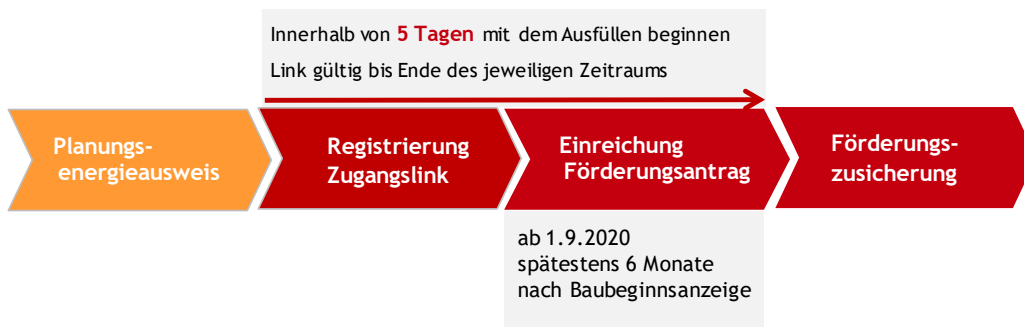 Innerhalb von 5 Tagen mit dem Ausfüllen beginnen
Link gültig bis Ende des jeweiligen Zeitraums
Planungs-
energieausweis
Registrierung
Zugangslink
Einreichung
Förderungsantrag
Förderungs-
zusicherung
ab 1.9.2020
spätestens 6 Monate
nach Baubeginnsanzeige